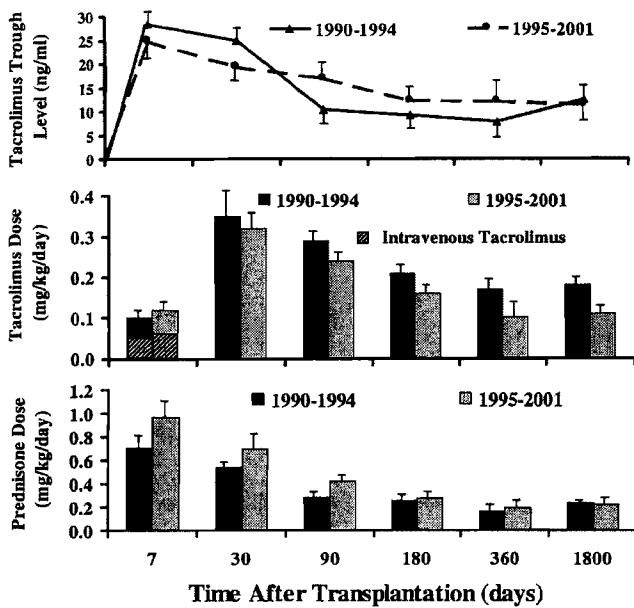 Tacrolimus Trough
Level (ng/ml)
30
25
20
15
10
5
0
1990-1994
1995-2001
Tacrolimus Dose
(mg/kg/day)
0.4
0.3
0.2
0.1
0.0
1990-1994
1995-2001
Intravenous Tacrolimus
Prednisone Dose
(mg/kg/day)
1.2
1.0
0.8
0.6
0.4
0.2
0.0
1990-1994
1995-2001
7 30 90 180 360 1800
Time After Transplantation (days)